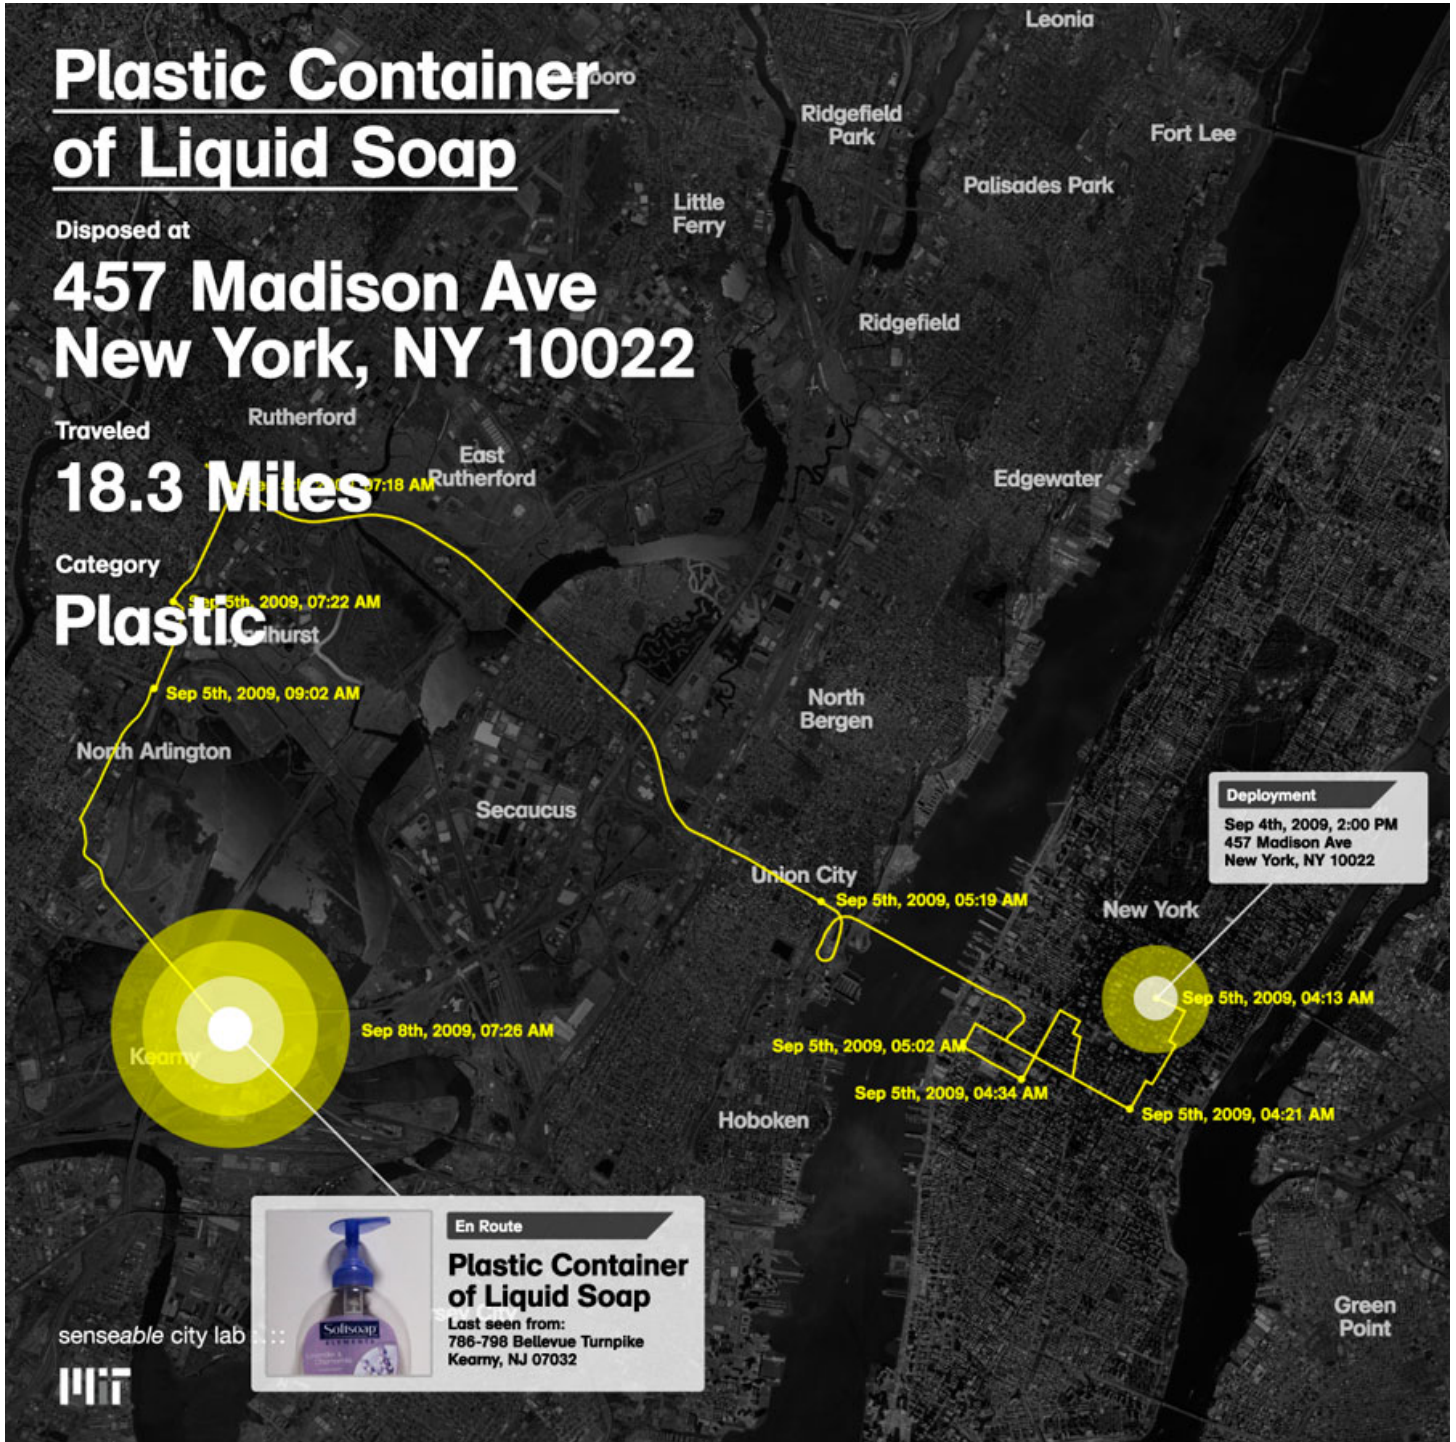 Plastic Container
of Liquid Soap
Disposed at
457 Madison Ave
New York, NY 10022
Traveled
18.3 Miles
Category
Plastic
Leonia
Ridgefield
Park
Fort Lee
Palisades Park
Little
Ferry
Ridgefield
Rutherford
East
Rutherford
Edgewater
07:18 AM
Sep 5th, 2009, 07:22 AM
Sep 5th, 2009, 09:02 AM
North Arlington
North
Bergen
Secaucus
Union City
Sep 5th, 2009, 05:19 AM
Deployment
Sep 4th, 2009, 2:00 PM
457 Madison Ave
New York, NY 10022
New York
Sep 5th, 2009, 04:13 AM
Sep 5th, 2009, 05:02 AM
Sep 5th, 2009, 04:34 AM
Sep 5th, 2009, 04:21 AM
Sep 8th, 2009, 07:26 AM
Kearny
Hoboken
En Route
Plastic Container
of Liquid Soap
Last seen from:
786-798 Bellevue Turnpike
Kearny, NJ 07032
Softsoap
ELEMENTS
Lavender &
Chamomile
Green
Point
senseable city lab :.:::
MIT